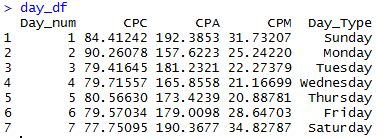 > day_df
Day_num CPC CPA CPM Day_Type
1 1 84.41242 192.3853 31.73207 Sunday
2 2 90.26078 157.6223 25.24220 Monday
3 3 79.41645 181.2321 22.27379 Tuesday
4 4 79.71557 165.8558 21.16699 Wednesday
5 5 80.56630 173.4239 20.88781 Thursday
6 6 79.57034 179.0098 28.64703 Friday
7 7 77.75095 190.3677 34.82787 Saturday